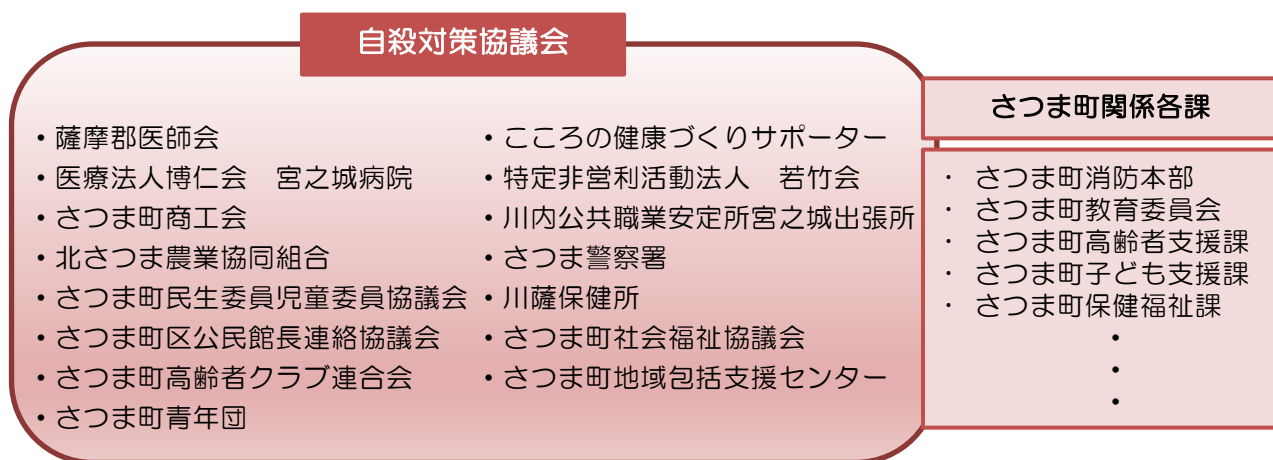 自殺対策協議会
・薩摩郡医師会
・医療法人博仁会　宮之城病院
・さつま町商工会
・北さつま農業協同組合
・さつま町民生委員児童委員協議会
・さつま町区公民館長連絡協議会
・さつま町高齢者クラブ連合会
・さつま町青年団
・こころの健康づくりサポーター
・特定非営利活動法人　若竹会
・川内公共職業安定所宮之城出張所
・さつま警察署
・川薩保健所
・さつま町社会福祉協議会
・さつま町地域包括支援センター
さつま町関係各課
・ さつま町消防本部
・ さつま町教育委員会
・ さつま町高齢者支援課
・ さつま町子ども支援課
・ さつま町保健福祉課
・
・
・